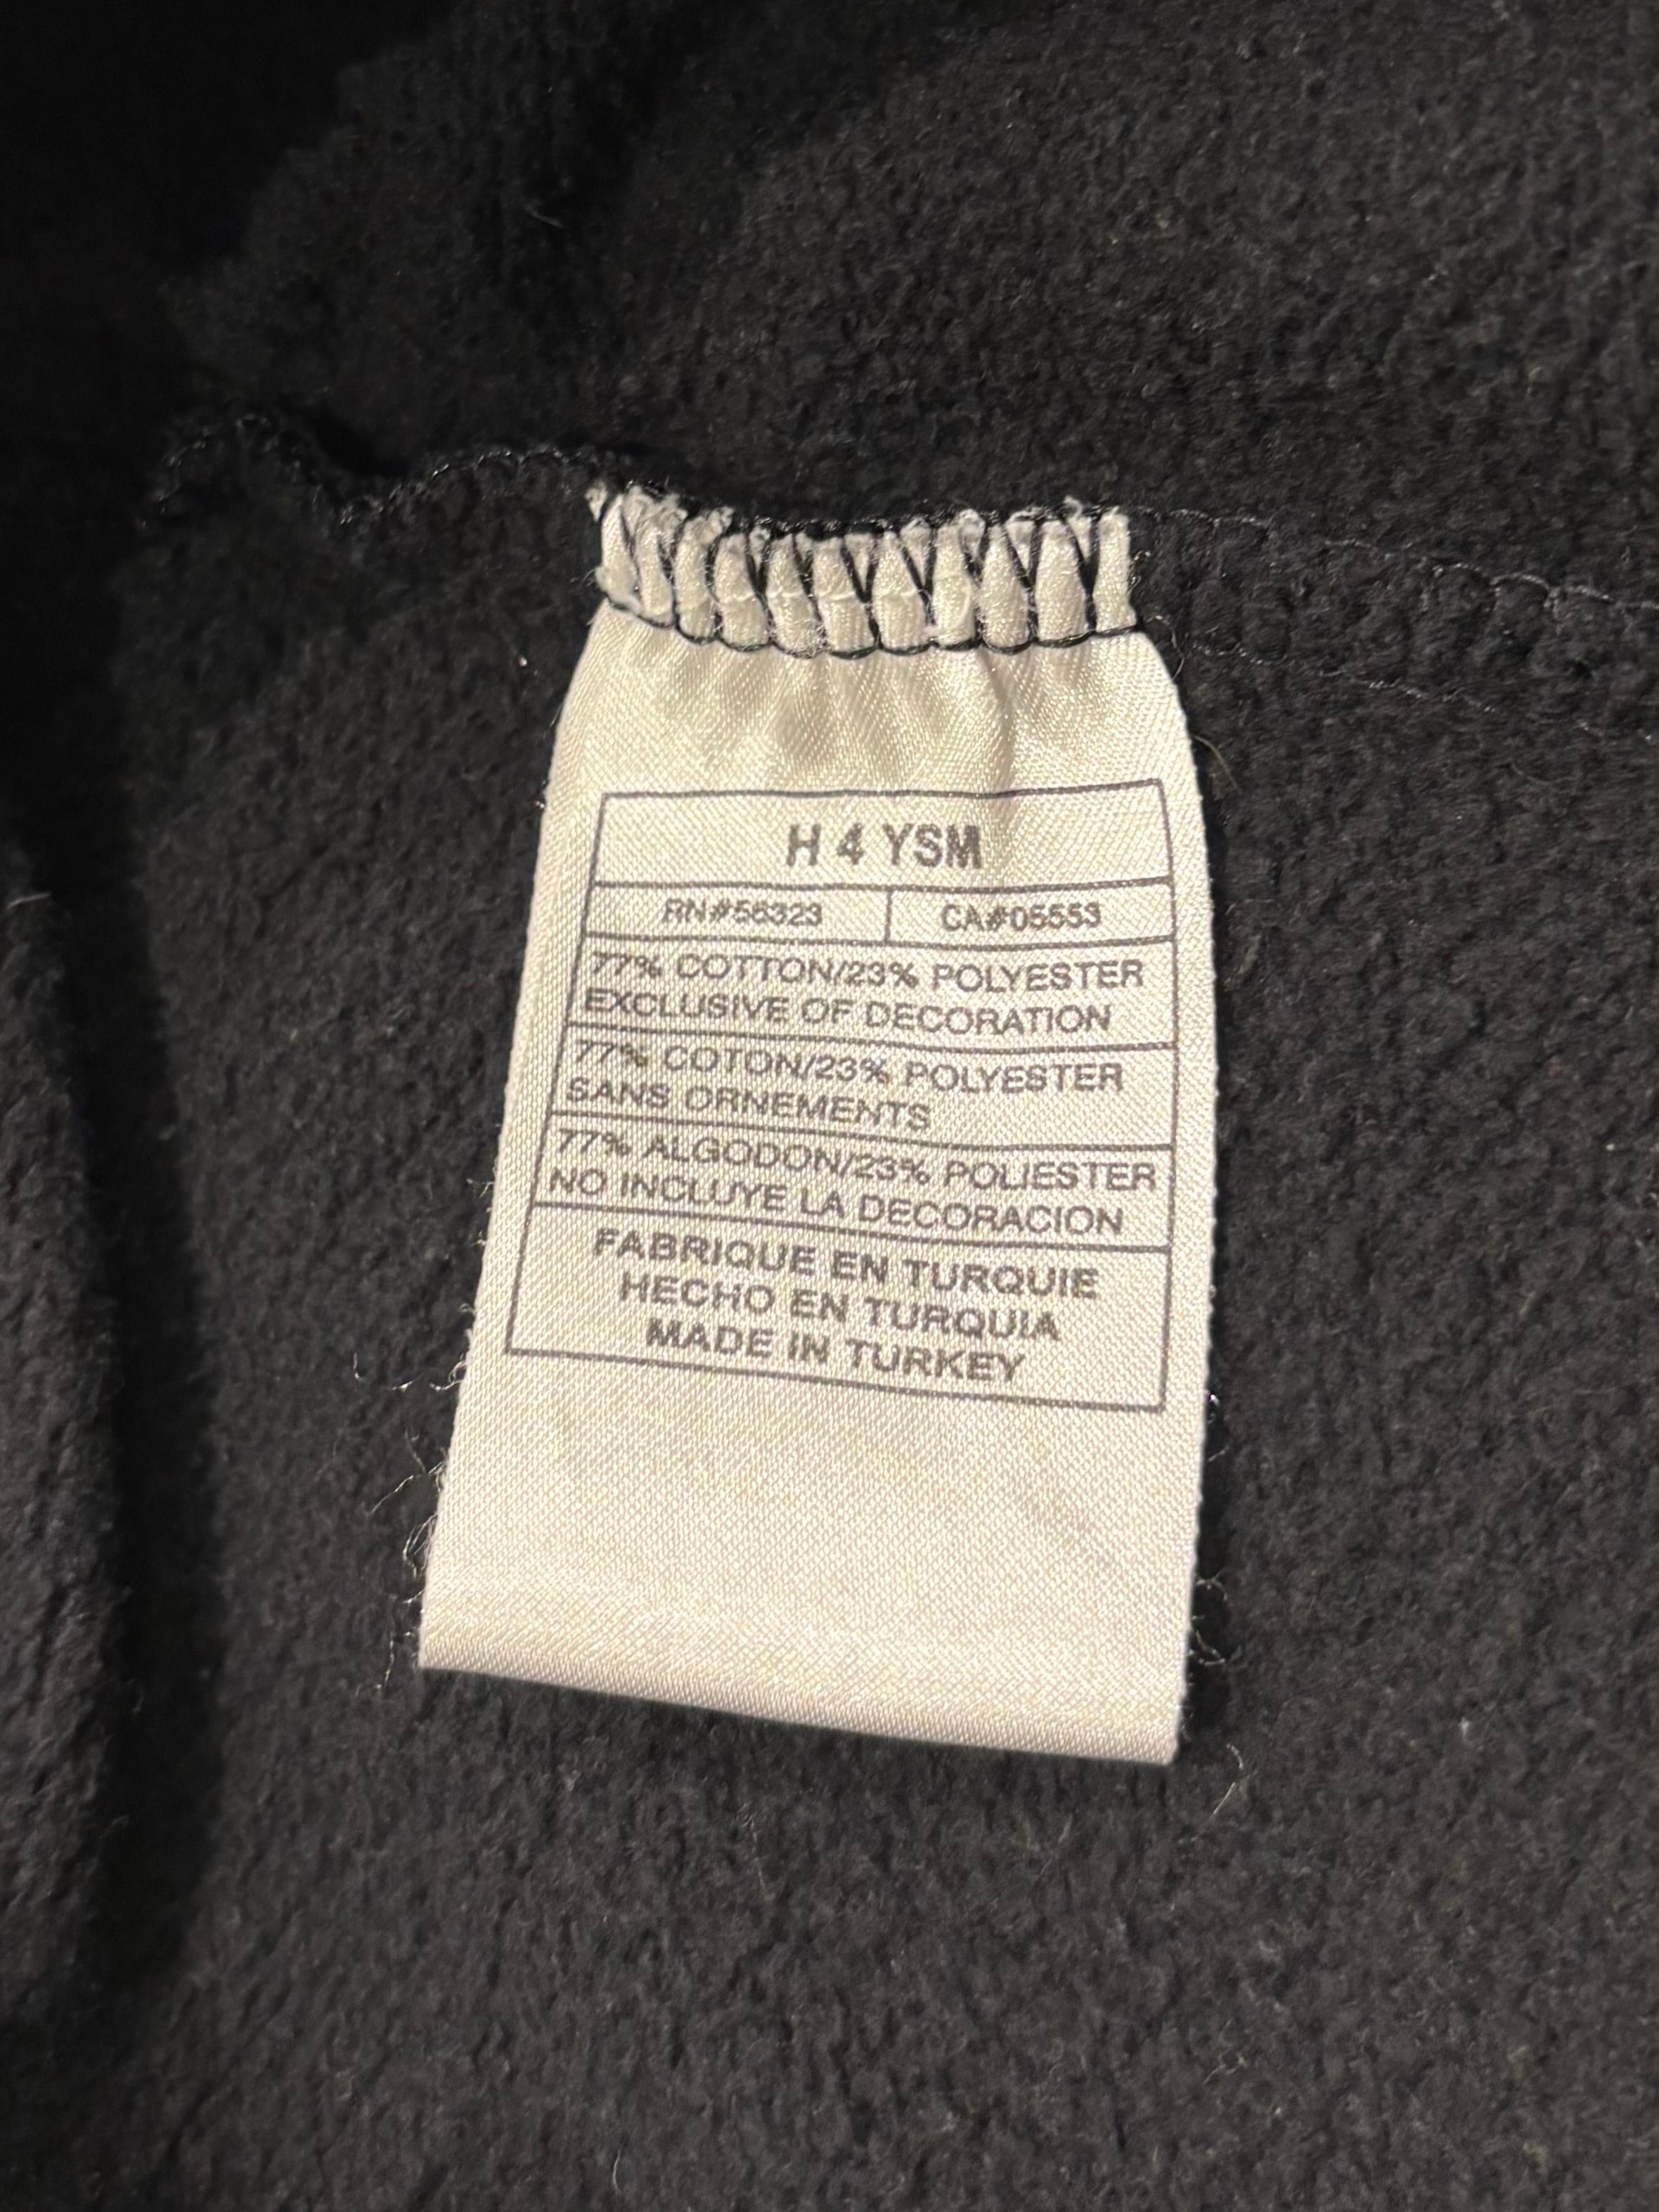 H 4 YSM
RN#56323 CA#05553
77% COTTON/23% POLYESTER
EXCLUSIVE OF DECORATION
77% COTON/23% POLYESTER
SANS ORNEMENTS
77% ALGODON/23% POLIESTER
NO INCLUYE LA DECORACION
FABRIQUE EN TURQUIE
HECHO EN TURQUIA
MADE IN TURKEY